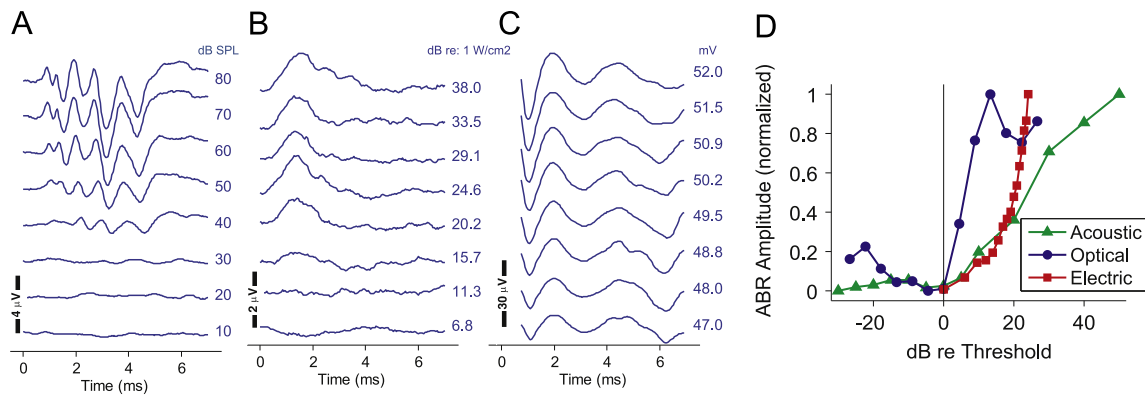 A
dB SPL
80
70
60
50
40
30
20
10
4 μV
0 2 4 6
Time (ms)
B
dB re: 1 W/cm2
38.0
33.5
29.1
24.6
20.2
15.7
11.3
6.8
2 μV
0 2 4 6
Time (ms)
C
mV
52.0
51.5
50.9
50.2
49.5
48.8
48.0
47.0
30 μV
0 2 4 6
Time (ms)
D
ABR Amplitude (normalized)
1
0.8
0.6
0.4
0.2
0
Acoustic
Optical
Electric
-20 0 20 40
dB re Threshold